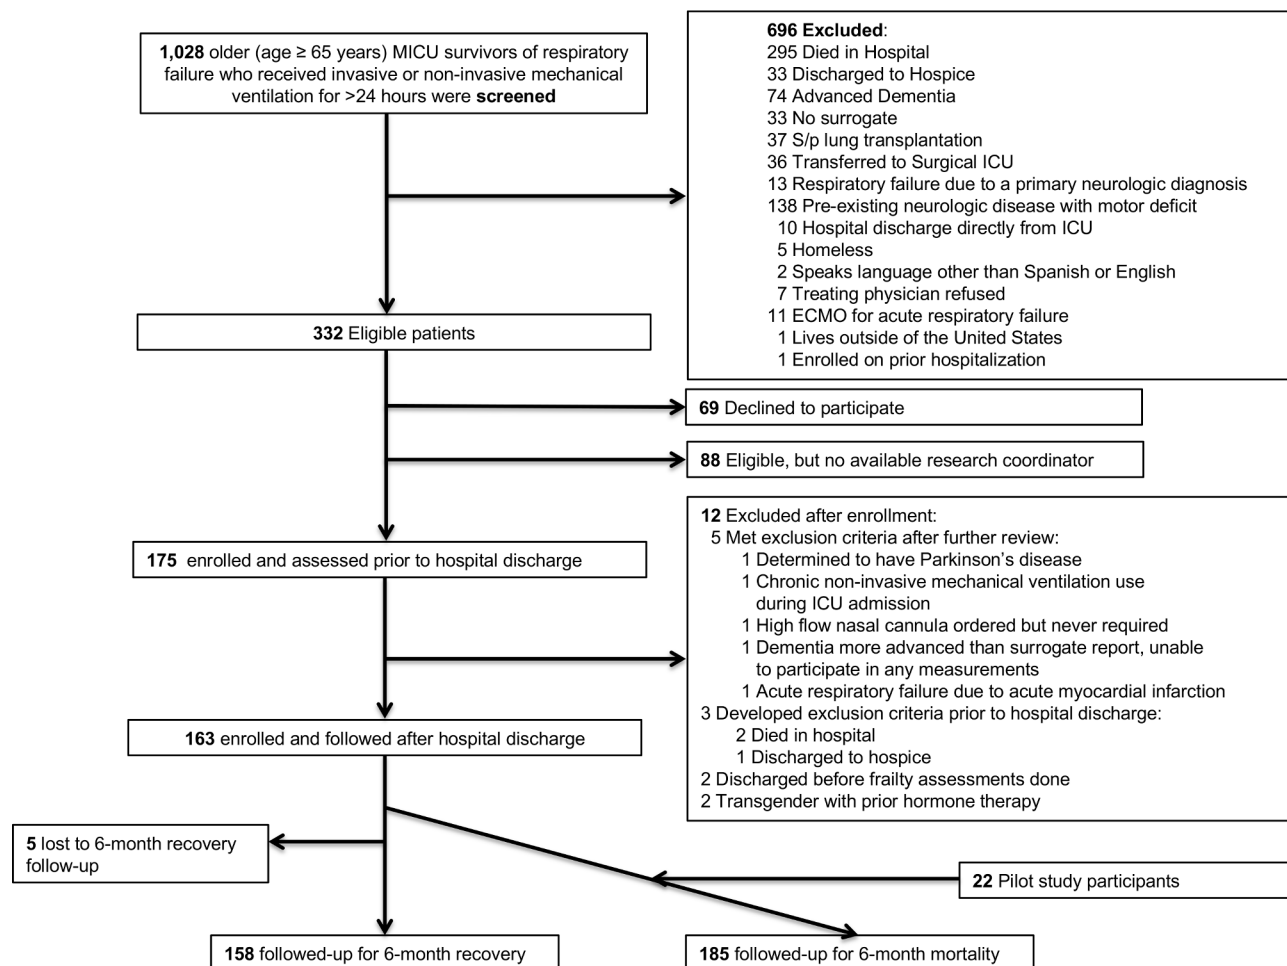 1,028 older (age ≥ 65 years) MICU survivors of respiratory
failure who received invasive or non-invasive mechanical
ventilation for >24 hours were screened
696 Excluded:
295 Died in Hospital
33 Discharged to Hospice
74 Advanced Dementia
33 No surrogate
37 S/p lung transplantation
36 Transferred to Surgical ICU
13 Respiratory failure due to a primary neurologic diagnosis
138 Pre-existing neurologic disease with motor deficit
10 Hospital discharge directly from ICU
5 Homeless
2 Speaks language other than Spanish or English
7 Treating physician refused
11 ECMO for acute respiratory failure
1 Lives outside of the United States
1 Enrolled on prior hospitalization
332 Eligible patients
69 Declined to participate
88 Eligible, but no available research coordinator
175 enrolled and assessed prior to hospital discharge
12 Excluded after enrollment:
5 Met exclusion criteria after further review:
1 Determined to have Parkinson's disease
1 Chronic non-invasive mechanical ventilation use
during ICU admission
1 High flow nasal cannula ordered but never required
1 Dementia more advanced than surrogate report, unable
to participate in any measurements
1 Acute respiratory failure due to acute myocardial infarction
3 Developed exclusion criteria prior to hospital discharge:
2 Died in hospital
1 Discharged to hospice
2 Discharged before frailty assessments done
2 Transgender with prior hormone therapy
163 enrolled and followed after hospital discharge
5 lost to 6-month recovery
follow-up
22 Pilot study participants
158 followed-up for 6-month recovery
185 followed-up for 6-month mortality